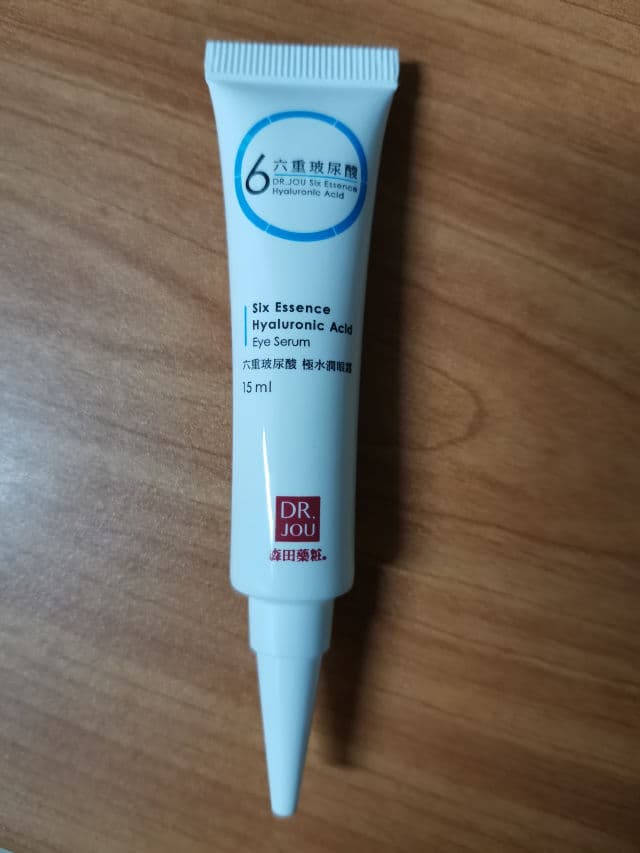 6
六重玻尿酸
DR.JOU Six Essence
Hyaluronic Acid
Six Essence
Hyaluronic Acid
Eye Serum
六重玻尿酸 極水潤眼霜
15 ml
DR.
JOU
森田藥粧®